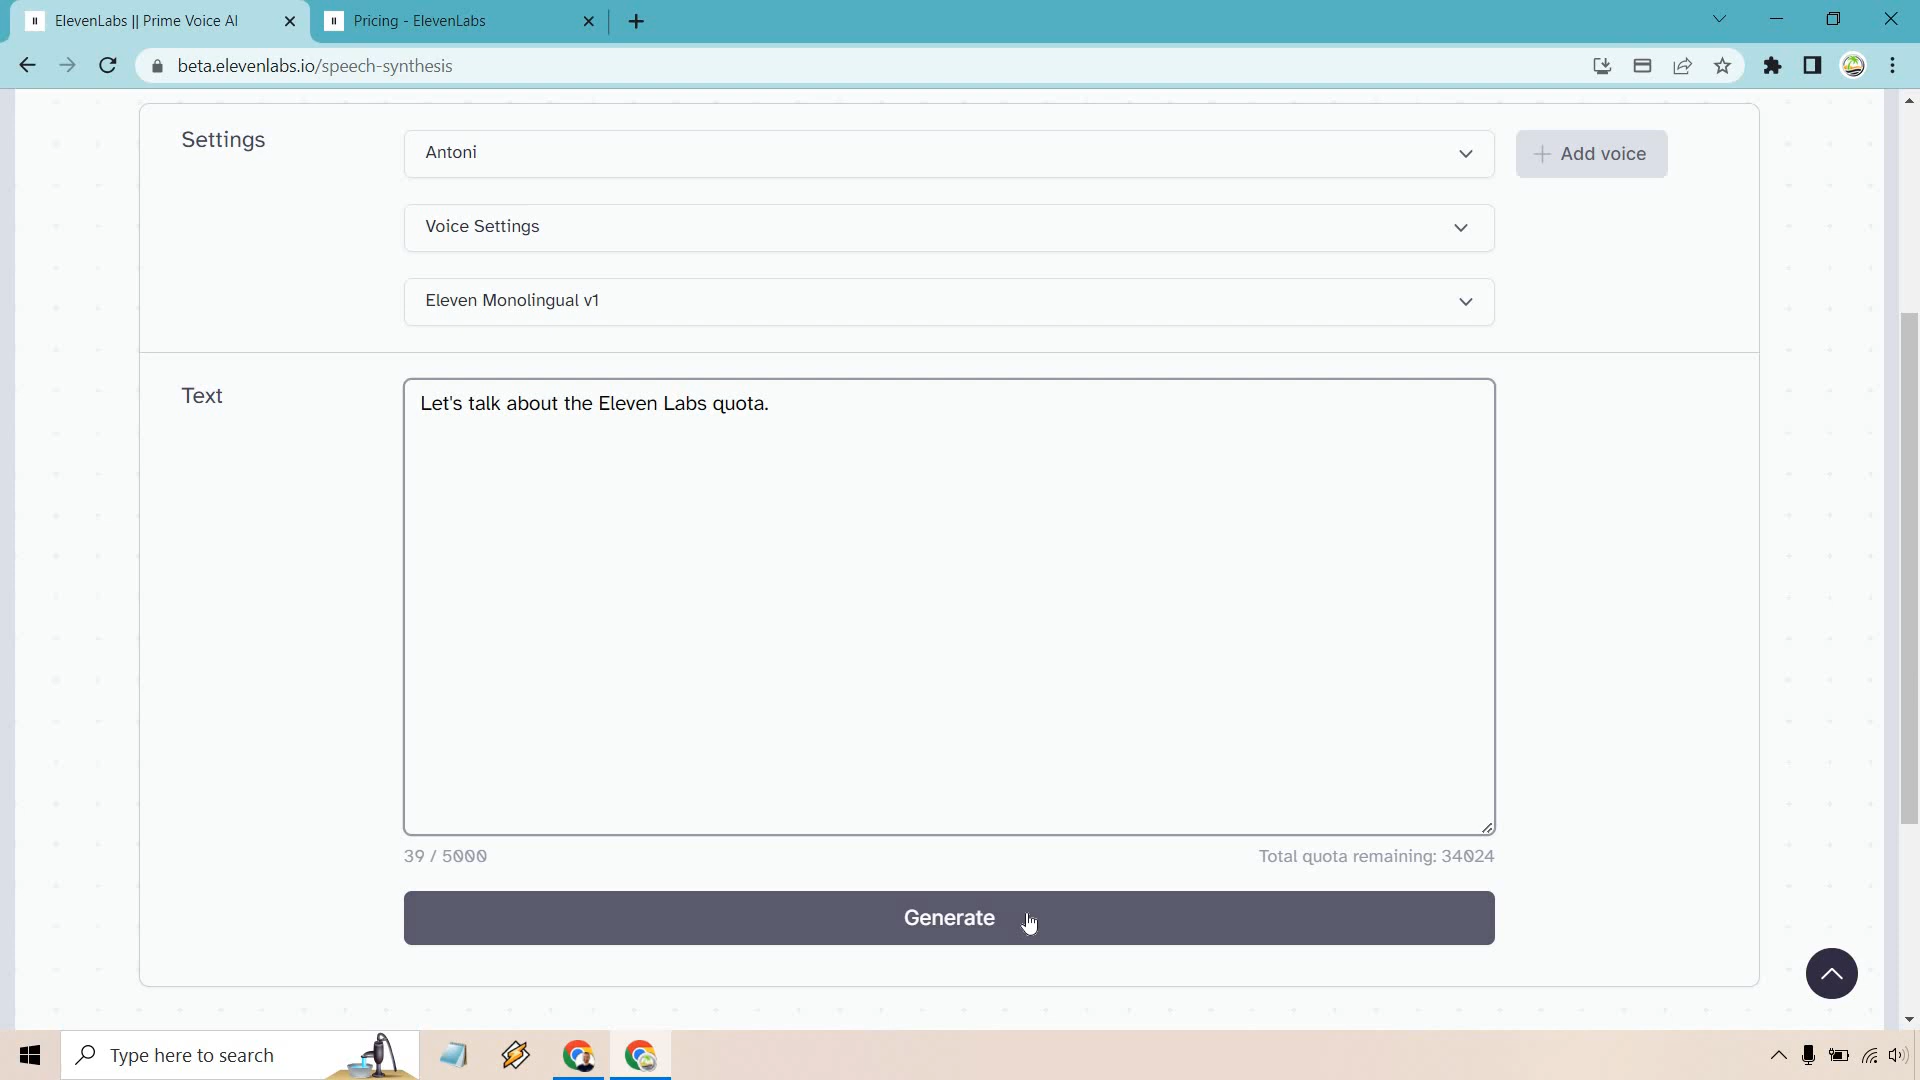 ElevenLabs || Prime Voice AI
Pricing - ElevenLabs
beta.elevenlabs.io/speech-synthesis
Settings
Antoni
Add voice
Voice Settings
Eleven Monolingual v1
Text
Let's talk about the Eleven Labs quota.
39 / 5000
Total quota remaining: 34024
Generate
Type here to search